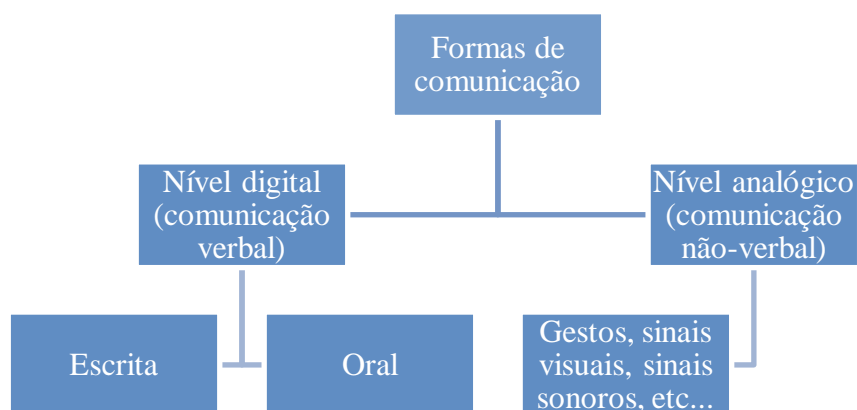 Formas de
comunicação
Nível digital
(comunicação
verbal)
Nível analógico
(comunicação
não-verbal)
Escrita
Oral
Gestos, sinais
visuais, sinais
sonoros, etc...